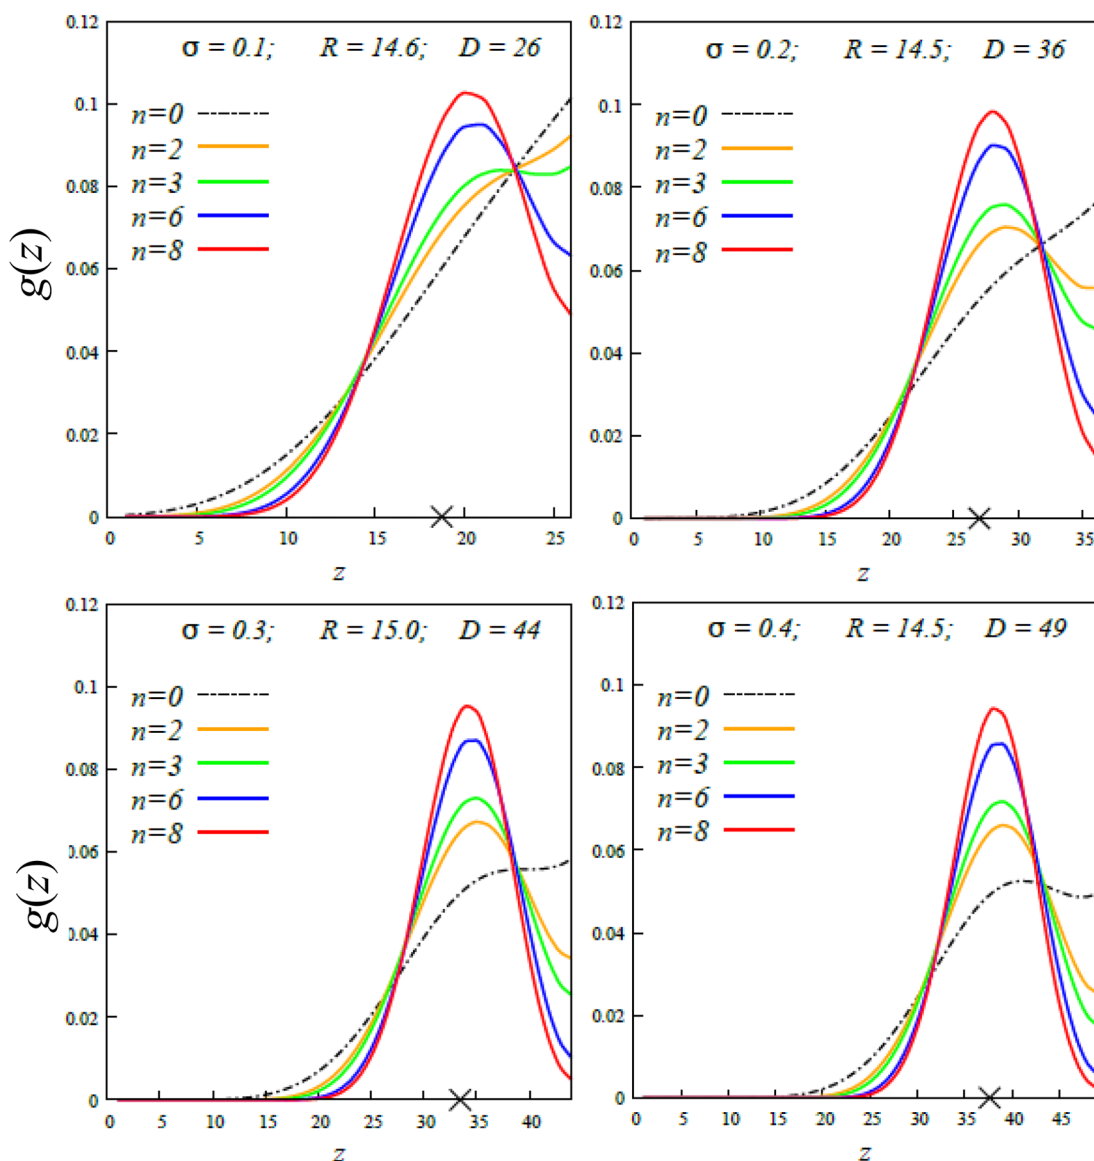 σ = 0.1; R = 14.6; D = 26
n=0
n=2
n=3
n=6
n=8
0.12
0.1
0.08
0.06
0.04
0.02
0
g(z)
0 5 10 15 20 25
z
σ = 0.2; R = 14.5; D = 36
n=0
n=2
n=3
n=6
n=8
0.12
0.1
0.08
0.06
0.04
0.02
0
0 5 10 15 20 25 30 35
z
σ = 0.3; R = 15.0; D = 44
n=0
n=2
n=3
n=6
n=8
0.12
0.1
0.08
0.06
0.04
0.02
0
g(z)
0 5 10 15 20 25 30 35 40
z
σ = 0.4; R = 14.5; D = 49
n=0
n=2
n=3
n=6
n=8
0.12
0.1
0.08
0.06
0.04
0.02
0
0 5 10 15 20 25 30 35 40 45
z